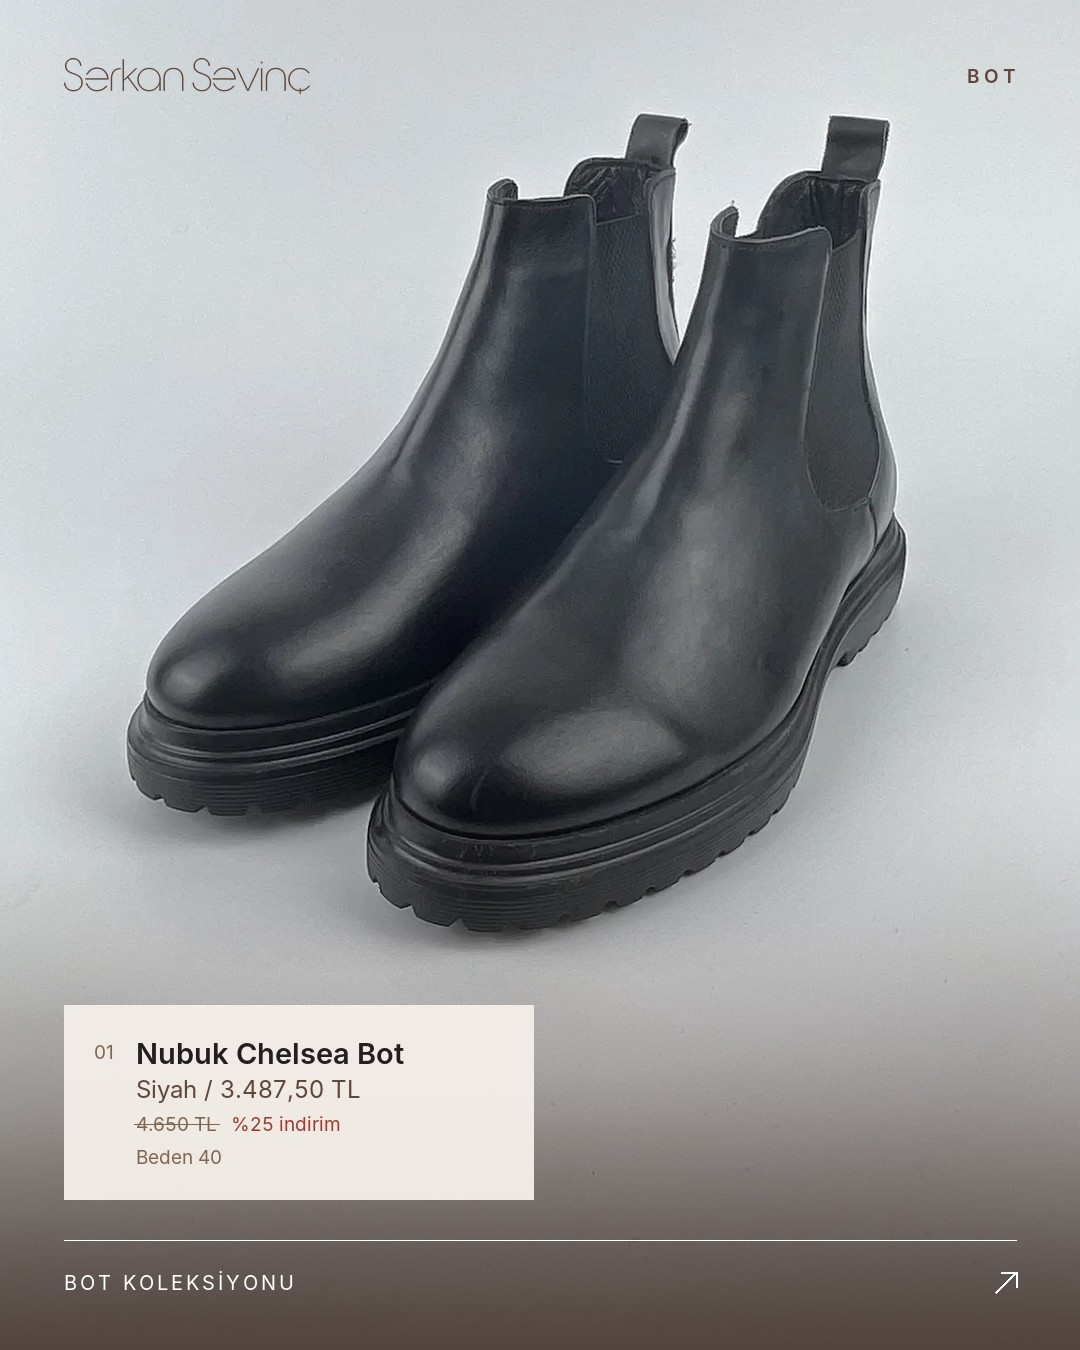 Serkan Sevinç
BOT
01
Nubuk Chelsea Bot
Siyah / 3.487,50 TL
4.650 TL %25 indirim
Beden 40
BOT KOLEKSİYONU